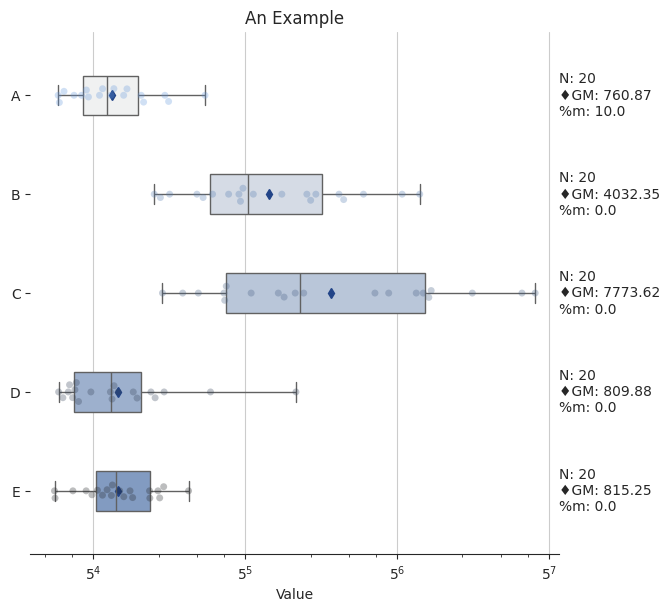 An Example
A
N: 20
♦GM: 760.87
%m: 10.0
B
N: 20
♦GM: 4032.35
%m: 0.0
C
N: 20
♦GM: 7773.62
%m: 0.0
D
N: 20
♦GM: 809.88
%m: 0.0
E
N: 20
♦GM: 815.25
%m: 0.0
5⁴ 5⁵ 5⁶ 5⁷
Value